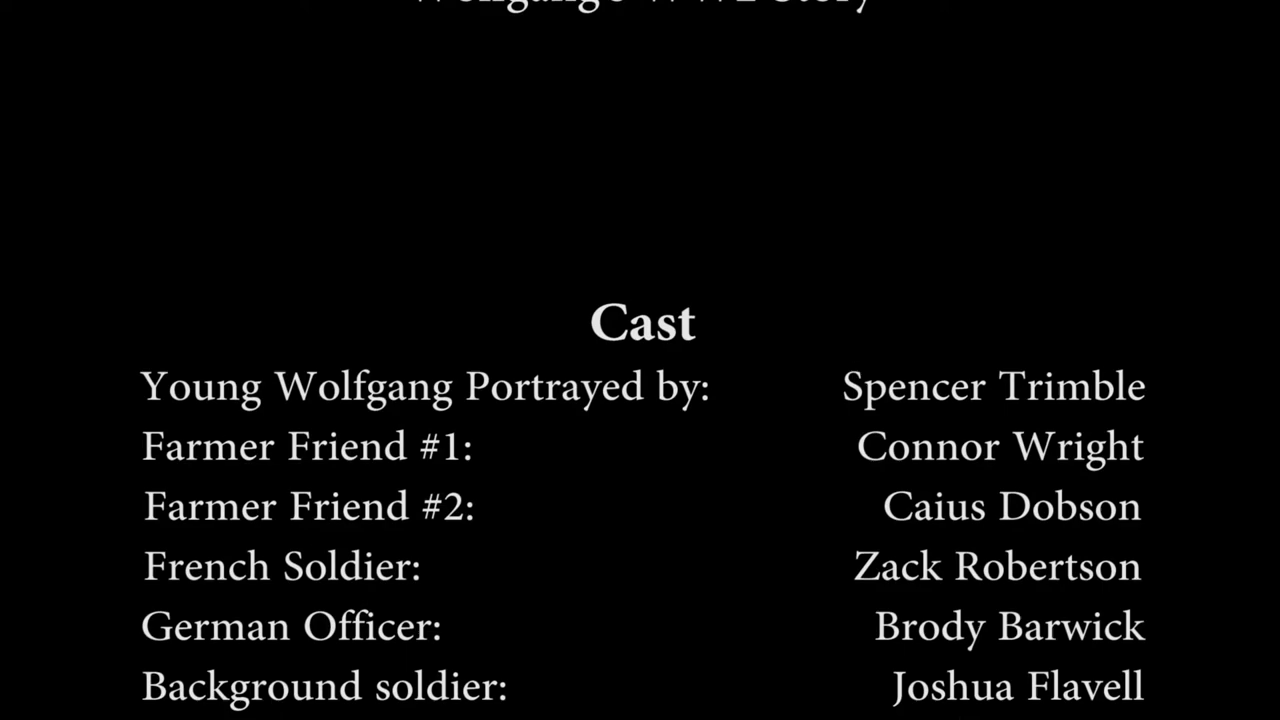 Story
Cast
Young Wolfgang Portrayed by: Spencer Trimble
Farmer Friend #1: Connor Wright
Farmer Friend #2: Caius Dobson
French Soldier: Zack Robertson
German Officer: Brody Barwick
Background soldier: Joshua Flavell